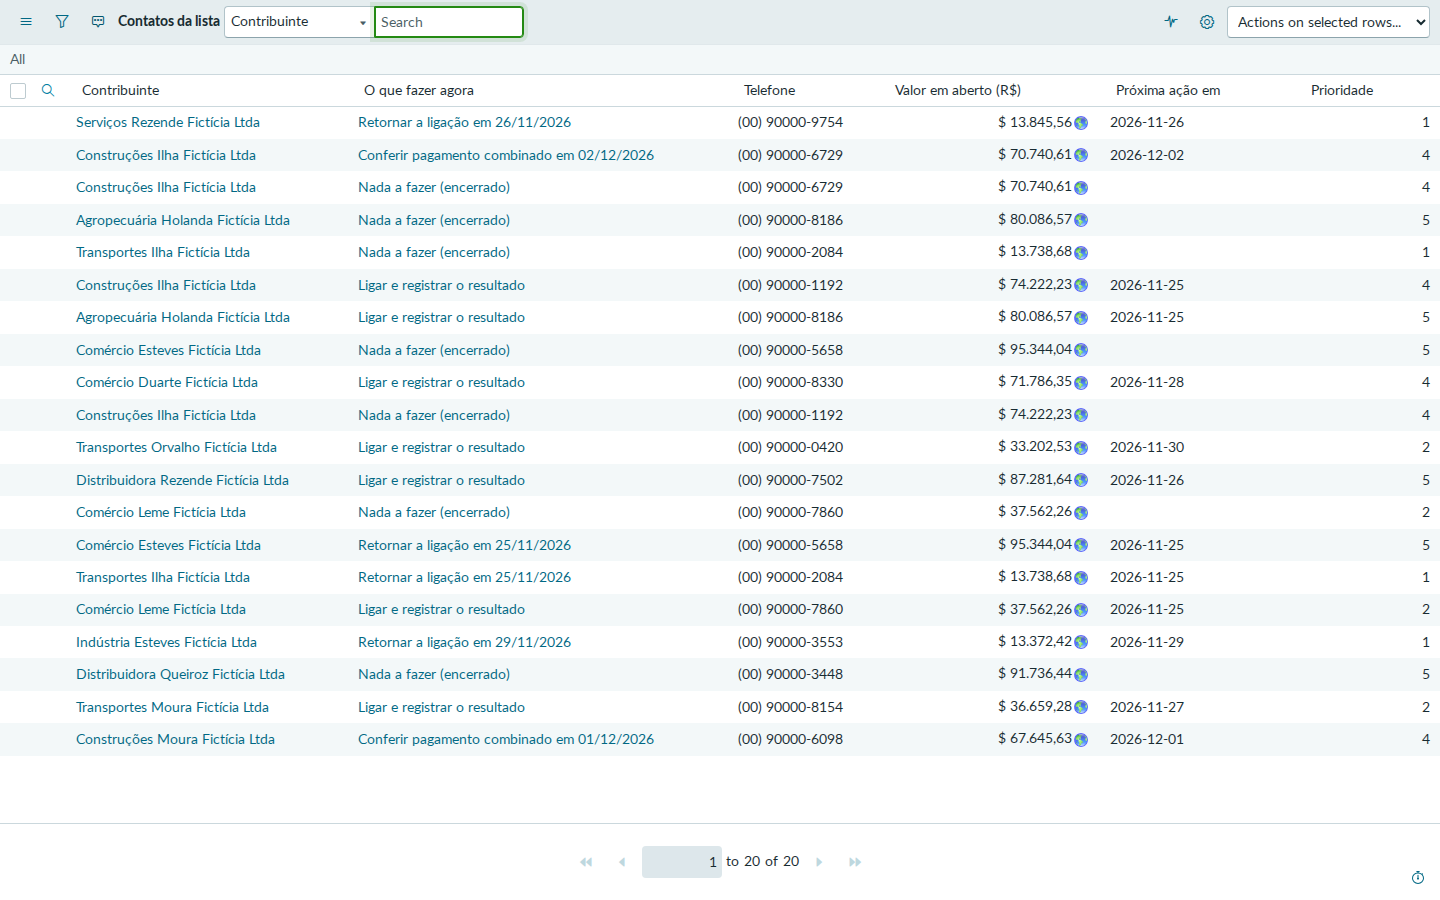 Contatos da lista Contribuinte Search Actions on selected rows...
All
Contribuinte O que fazer agora Telefone Valor em aberto (R$) Próxima ação em Prioridade
Serviços Rezende Fictícia Ltda Retornar a ligação em 26/11/2026 (00) 90000-9754 $ 13.845,56 2026-11-26 1
Construções Ilha Fictícia Ltda Conferir pagamento combinado em 02/12/2026 (00) 90000-6729 $ 70.740,61 2026-12-02 4
Construções Ilha Fictícia Ltda Nada a fazer (encerrado) (00) 90000-6729 $ 70.740,61 4
Agropecuária Holanda Fictícia Ltda Nada a fazer (encerrado) (00) 90000-8186 $ 80.086,57 5
Transportes Ilha Fictícia Ltda Nada a fazer (encerrado) (00) 90000-2084 $ 13.738,68 1
Construções Ilha Fictícia Ltda Ligar e registrar o resultado (00) 90000-1192 $ 74.222,23 2026-11-25 4
Agropecuária Holanda Fictícia Ltda Ligar e registrar o resultado (00) 90000-8186 $ 80.086,57 2026-11-25 5
Comércio Esteves Fictícia Ltda Nada a fazer (encerrado) (00) 90000-5658 $ 95.344,04 5
Comércio Duarte Fictícia Ltda Ligar e registrar o resultado (00) 90000-8330 $ 71.786,35 2026-11-28 4
Construções Ilha Fictícia Ltda Nada a fazer (encerrado) (00) 90000-1192 $ 74.222,23 4
Transportes Orvalho Fictícia Ltda Ligar e registrar o resultado (00) 90000-0420 $ 33.202,53 2026-11-30 2
Distribuidora Rezende Fictícia Ltda Ligar e registrar o resultado (00) 90000-7502 $ 87.281,64 2026-11-26 5
Comércio Leme Fictícia Ltda Nada a fazer (encerrado) (00) 90000-7860 $ 37.562,26 2
Comércio Esteves Fictícia Ltda Retornar a ligação em 25/11/2026 (00) 90000-5658 $ 95.344,04 2026-11-25 5
Transportes Ilha Fictícia Ltda Retornar a ligação em 25/11/2026 (00) 90000-2084 $ 13.738,68 2026-11-25 1
Comércio Leme Fictícia Ltda Ligar e registrar o resultado (00) 90000-7860 $ 37.562,26 2026-11-25 2
Indústria Esteves Fictícia Ltda Retornar a ligação em 29/11/2026 (00) 90000-3553 $ 13.372,42 2026-11-29 1
Distribuidora Queiroz Fictícia Ltda Nada a fazer (encerrado) (00) 90000-3448 $ 91.736,44 5
Transportes Moura Fictícia Ltda Ligar e registrar o resultado (00) 90000-8154 $ 36.659,28 2026-11-27 2
Construções Moura Fictícia Ltda Conferir pagamento combinado em 01/12/2026 (00) 90000-6098 $ 67.645,63 2026-12-01 4
1 to 20 of 20